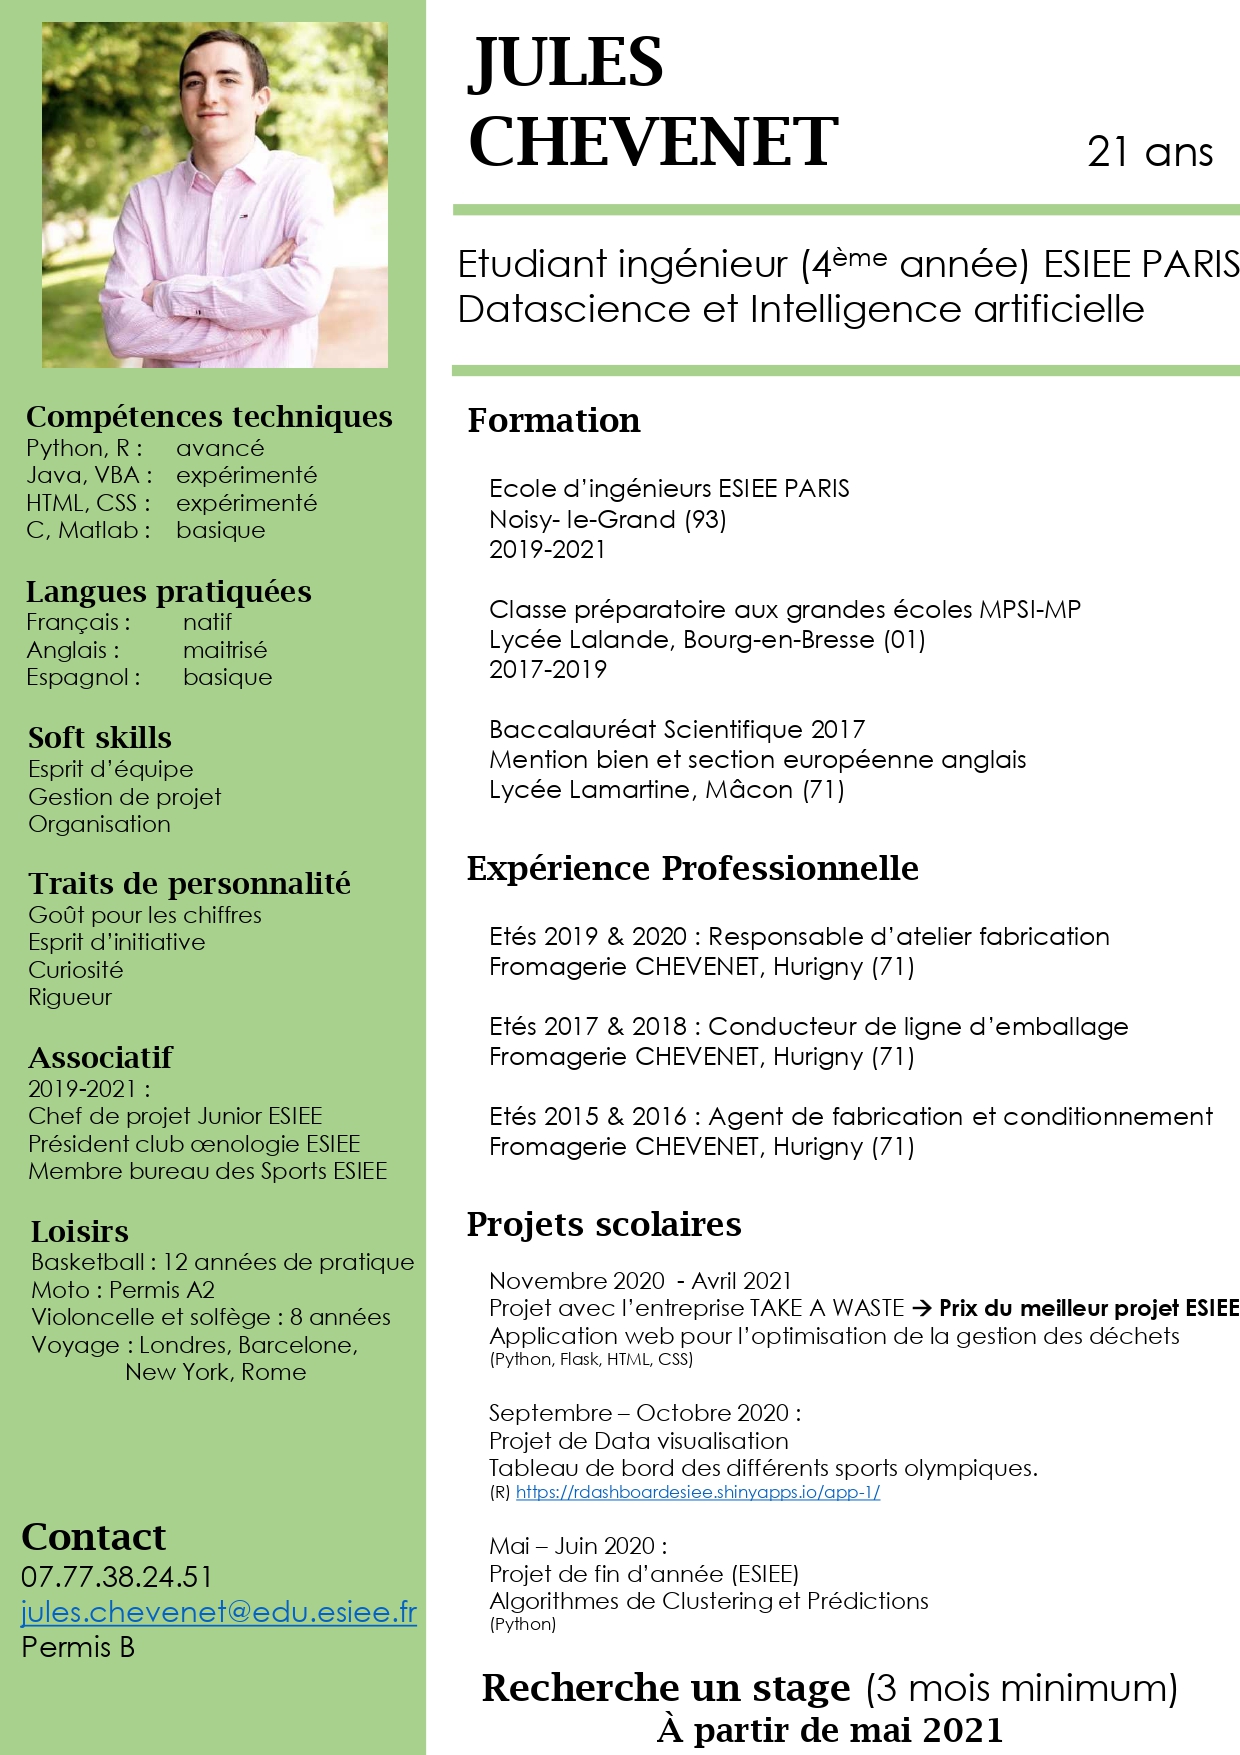 JULES
CHEVENET
21 ans
Etudiant ingénieur (4ème année) ESIEE PARIS
Datascience et Intelligence artificielle
Compétences techniques
Python, R : avancé
Java, VBA : expérimenté
HTML, CSS : expérimenté
C, Matlab : basique
Langues pratiquées
Français : natif
Anglais : maitrisé
Espagnol : basique
Soft skills
Esprit d’équipe
Gestion de projet
Organisation
Traits de personnalité
Goût pour les chiffres
Esprit d’initiative
Curiosité
Rigueur
Associatif
2019-2021 :
Chef de projet Junior ESIEE
Président club œnologie ESIEE
Membre bureau des Sports ESIEE
Loisirs
Basketball : 12 années de pratique
Moto : Permis A2
Violoncelle et solfège : 8 années
Voyage : Londres, Barcelone,
New York, Rome
Contact
07.77.38.24.51
jules.chevenet@edu.esiee.fr
Permis B
Formation
Ecole d’ingénieurs ESIEE PARIS
Noisy- le-Grand (93)
2019-2021
Classe préparatoire aux grandes écoles MPSI-MP
Lycée Lalande, Bourg-en-Bresse (01)
2017-2019
Baccalauréat Scientifique 2017
Mention bien et section européenne anglais
Lycée Lamartine, Mâcon (71)
Expérience Professionnelle
Etés 2019 & 2020 : Responsable d’atelier fabrication
Fromagerie CHEVENET, Hurigny (71)
Etés 2017 & 2018 : Conducteur de ligne d’emballage
Fromagerie CHEVENET, Hurigny (71)
Etés 2015 & 2016 : Agent de fabrication et conditionnement
Fromagerie CHEVENET, Hurigny (71)
Projets scolaires
Novembre 2020 - Avril 2021
Projet avec l’entreprise TAKE A WASTE → Prix du meilleur projet ESIEE
Application web pour l’optimisation de la gestion des déchets
(Python, Flask, HTML, CSS)
Septembre – Octobre 2020 :
Projet de Data visualisation
Tableau de bord des différents sports olympiques.
(R) https://rdashboardesiee.shinyapps.io/app-1/
Mai – Juin 2020 :
Projet de fin d’année (ESIEE)
Algorithmes de Clustering et Prédictions
(Python)
Recherche un stage (3 mois minimum)
À partir de mai 2021